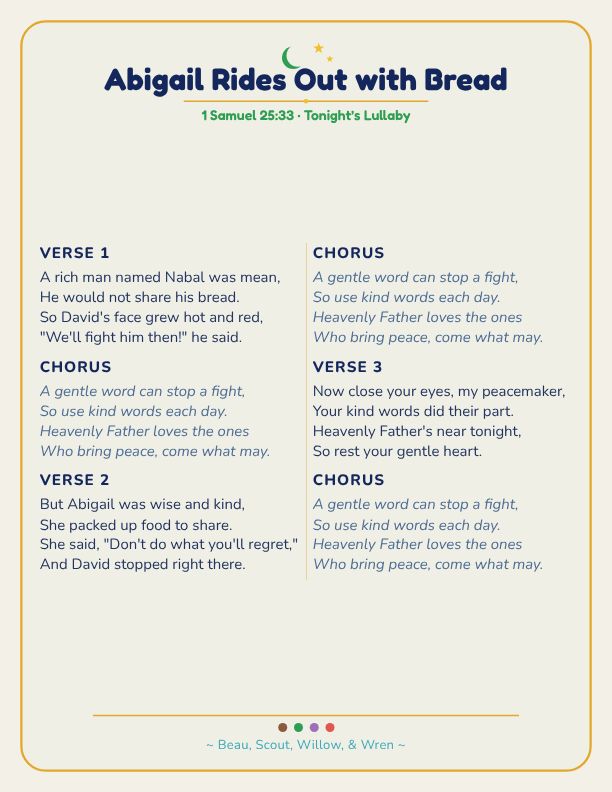 Abigail Rides Out with Bread
1 Samuel 25:33 · Tonight's Lullaby
VERSE 1
A rich man named Nabal was mean,
He would not share his bread.
So David's face grew hot and red,
"We'll fight him then!" he said.
CHORUS
A gentle word can stop a fight,
So use kind words each day.
Heavenly Father loves the ones
Who bring peace, come what may.
VERSE 2
But Abigail was wise and kind,
She packed up food to share.
She said, "Don't do what you'll regret,"
And David stopped right there.
CHORUS
A gentle word can stop a fight,
So use kind words each day.
Heavenly Father loves the ones
Who bring peace, come what may.
VERSE 3
Now close your eyes, my peacemaker,
Your kind words did their part.
Heavenly Father's near tonight,
So rest your gentle heart.
CHORUS
A gentle word can stop a fight,
So use kind words each day.
Heavenly Father loves the ones
Who bring peace, come what may.
~ Beau, Scout, Willow, & Wren ~